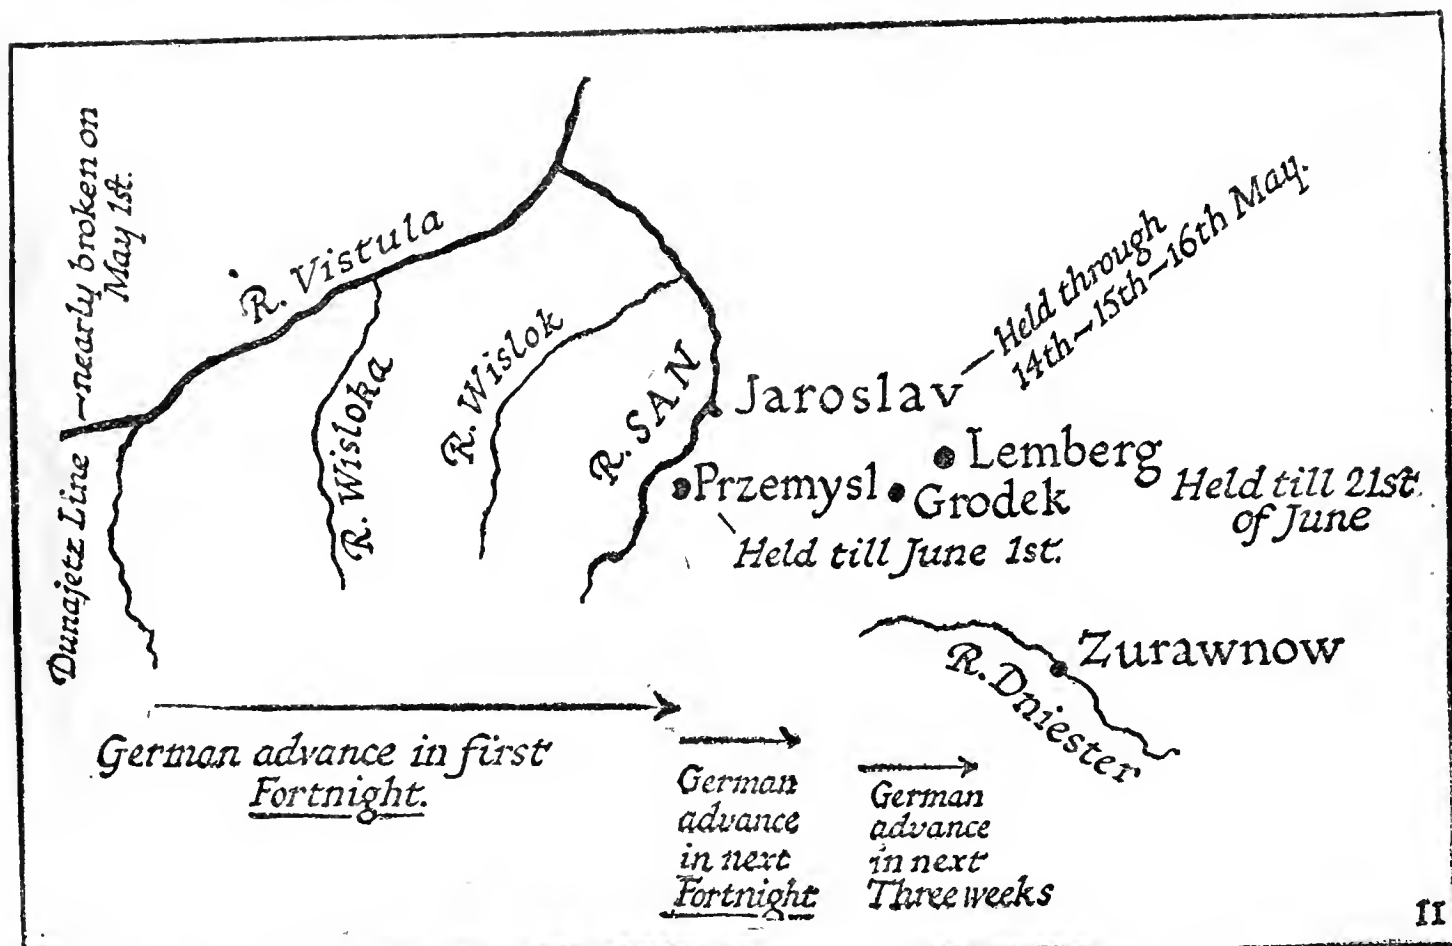 Dunajetz Line — nearly broken on
May 1st.
R. Vistula
R. Wisloka
R. Wislok
R. SAN
Held through
14th—15th—16th May.
Jaroslav
Lemberg
Przemysl
Grodek
Held till 21st.
of June
Held till June 1st.
Zurawnow
R. Dniester
German advance in first
Fortnight.
German
advance
in next
Fortnight
German
advance
in next
Three weeks
II